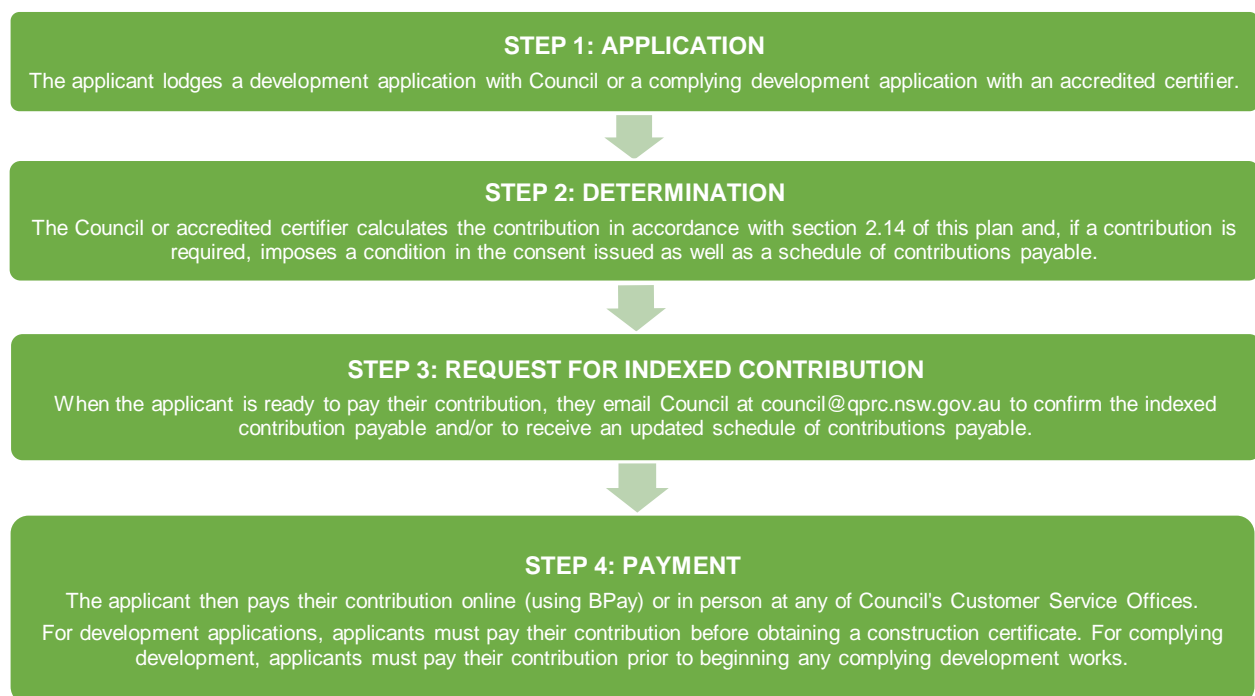 STEP 1: APPLICATION
The applicant lodges a development application with Council or a complying development application with an accredited certifier.
STEP 2: DETERMINATION
The Council or accredited certifier calculates the contribution in accordance with section 2.14 of this plan and, if a contribution is
required, imposes a condition in the consent issued as well as a schedule of contributions payable.
STEP 3: REQUEST FOR INDEXED CONTRIBUTION
When the applicant is ready to pay their contribution, they email Council at council@qprc.nsw.gov.au to confirm the indexed
contribution payable and/or to receive an updated schedule of contributions payable.
STEP 4: PAYMENT
The applicant then pays their contribution online (using BPay) or in person at any of Council's Customer Service Offices.
For development applications, applicants must pay their contribution before obtaining a construction certificate. For complying
development, applicants must pay their contribution prior to beginning any complying development works.